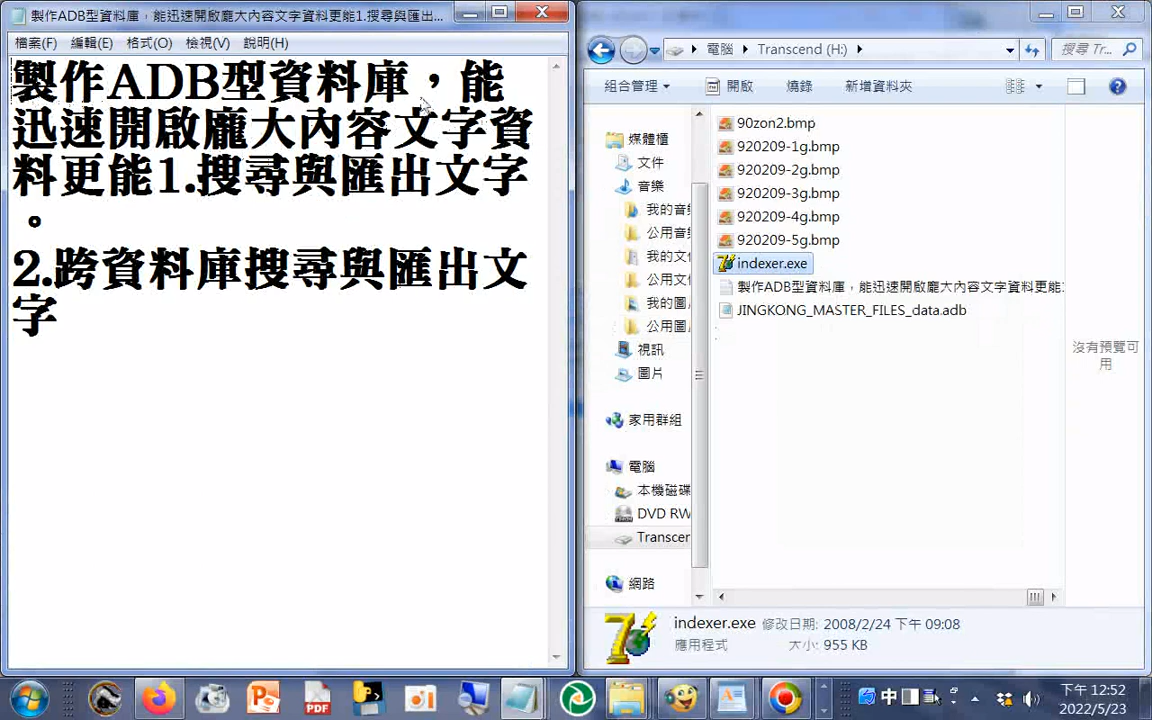 製作ADB型資料庫，能迅速開啟龐大內容文字資料更能1.搜尋與匯出...
檔案(F) 編輯(E) 格式(O) 檢視(V) 說明(H)
製作ADB型資料庫，能
迅速開啟龐大內容文字資
料更能1.搜尋與匯出文字
。
2.跨資料庫搜尋與匯出文
字
電腦 Transcend (H:)
搜尋 Tr...
組合管理 開啟 燒錄 新增資料夾
媒體櫃
文件
音樂
我的音
公用音
我的文
公用文
我的圖
公用圖
視訊
圖片
家用群組
電腦
本機磁碟
DVD RW
Transcer
網路
90zon2.bmp
920209-1g.bmp
920209-2g.bmp
920209-3g.bmp
920209-4g.bmp
920209-5g.bmp
indexer.exe
製作ADB型資料庫，能迅速開啟龐大內容文字資料更能
JINGKONG_MASTER_FILES_data.adb
沒有預覽可
用
indexer.exe 修改日期: 2008/2/24 下午 09:08
應用程式 大小: 955 KB
PDF
中
下午 12:52
2022/5/23